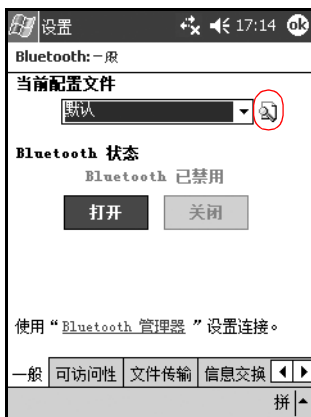 设置 17:14 ok
Bluetooth:一般
当前配置文件
默认
Bluetooth 状态
Bluetooth 已禁用
打开 关闭
使用“Bluetooth 管理器”设置连接。
一般 可访问性 文件传输 信息交换
拼